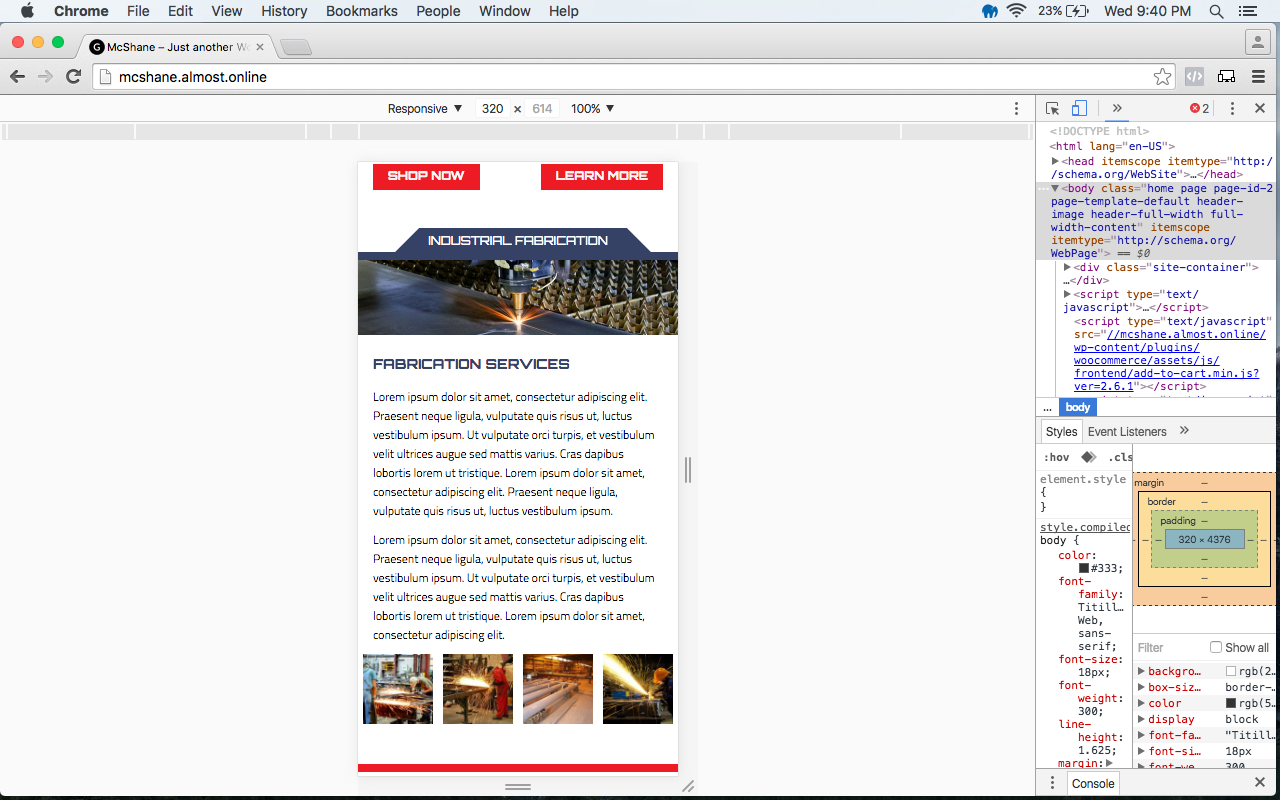 Chrome File Edit View History Bookmarks People Window Help 23% Wed 9:40 PM
McShane – Just another Wo
mcshane.almost.online
Responsive ▼ 320 × 614 100% ▼
2
SHOP NOW LEARN MORE
INDUSTRIAL FABRICATION
FABRICATION SERVICES
Lorem ipsum dolor sit amet, consectetur adipiscing elit.
Praesent neque ligula, vulputate quis risus ut, luctus
vestibulum ipsum. Ut vulputate orci turpis, et vestibulum
velit ultrices augue sed mattis varius. Cras dapibus
lobortis lorem ut tristique. Lorem ipsum dolor sit amet,
consectetur adipiscing elit. Praesent neque ligula,
vulputate quis risus ut, luctus vestibulum ipsum.
Lorem ipsum dolor sit amet, consectetur adipiscing elit.
Praesent neque ligula, vulputate quis risus ut, luctus
vestibulum ipsum. Ut vulputate orci turpis, et vestibulum
velit ultrices augue sed mattis varius. Cras dapibus
lobortis lorem ut tristique. Lorem ipsum dolor sit amet,
consectetur adipiscing elit.
<!DOCTYPE html>
<html lang="en-US">
▶<head itemscope itemtype="http:/
/schema.org/WebSite">…</head>
…▼<body class="home page page-id-2
page-template-default header-
image header-full-width full-
width-content" itemscope
itemtype="http://schema.org/
WebPage"> == $0
▶<div class="site-container">
…</div>
▶<script type="text/
javascript">…</script>
<script type="text/javascript"
src="//mcshane.almost.online/
wp-content/plugins/
woocommerce/assets/js/
frontend/add-to-cart.min.js?
ver=2.6.1"></script>
... body
Styles Event Listeners »
:hov .cls
element.style
{
}
style.compiled
body {
color:
#333;
font-
family:
Titill…
Web,
sans-
serif;
font-size:
18px;
font-
weight:
300;
line-
height:
1.625;
margin:▶
margin –
border –
padding –
– – 320 × 4376 – –
–
–
–
Filter Show all
▶ backgro… rgb(2…
▶ box-siz… border-…
▶ color rgb(5…
▶ display block
▶ font-fa… "Titill…
▶ font-si… 18px
▶ font-we… 300
Console